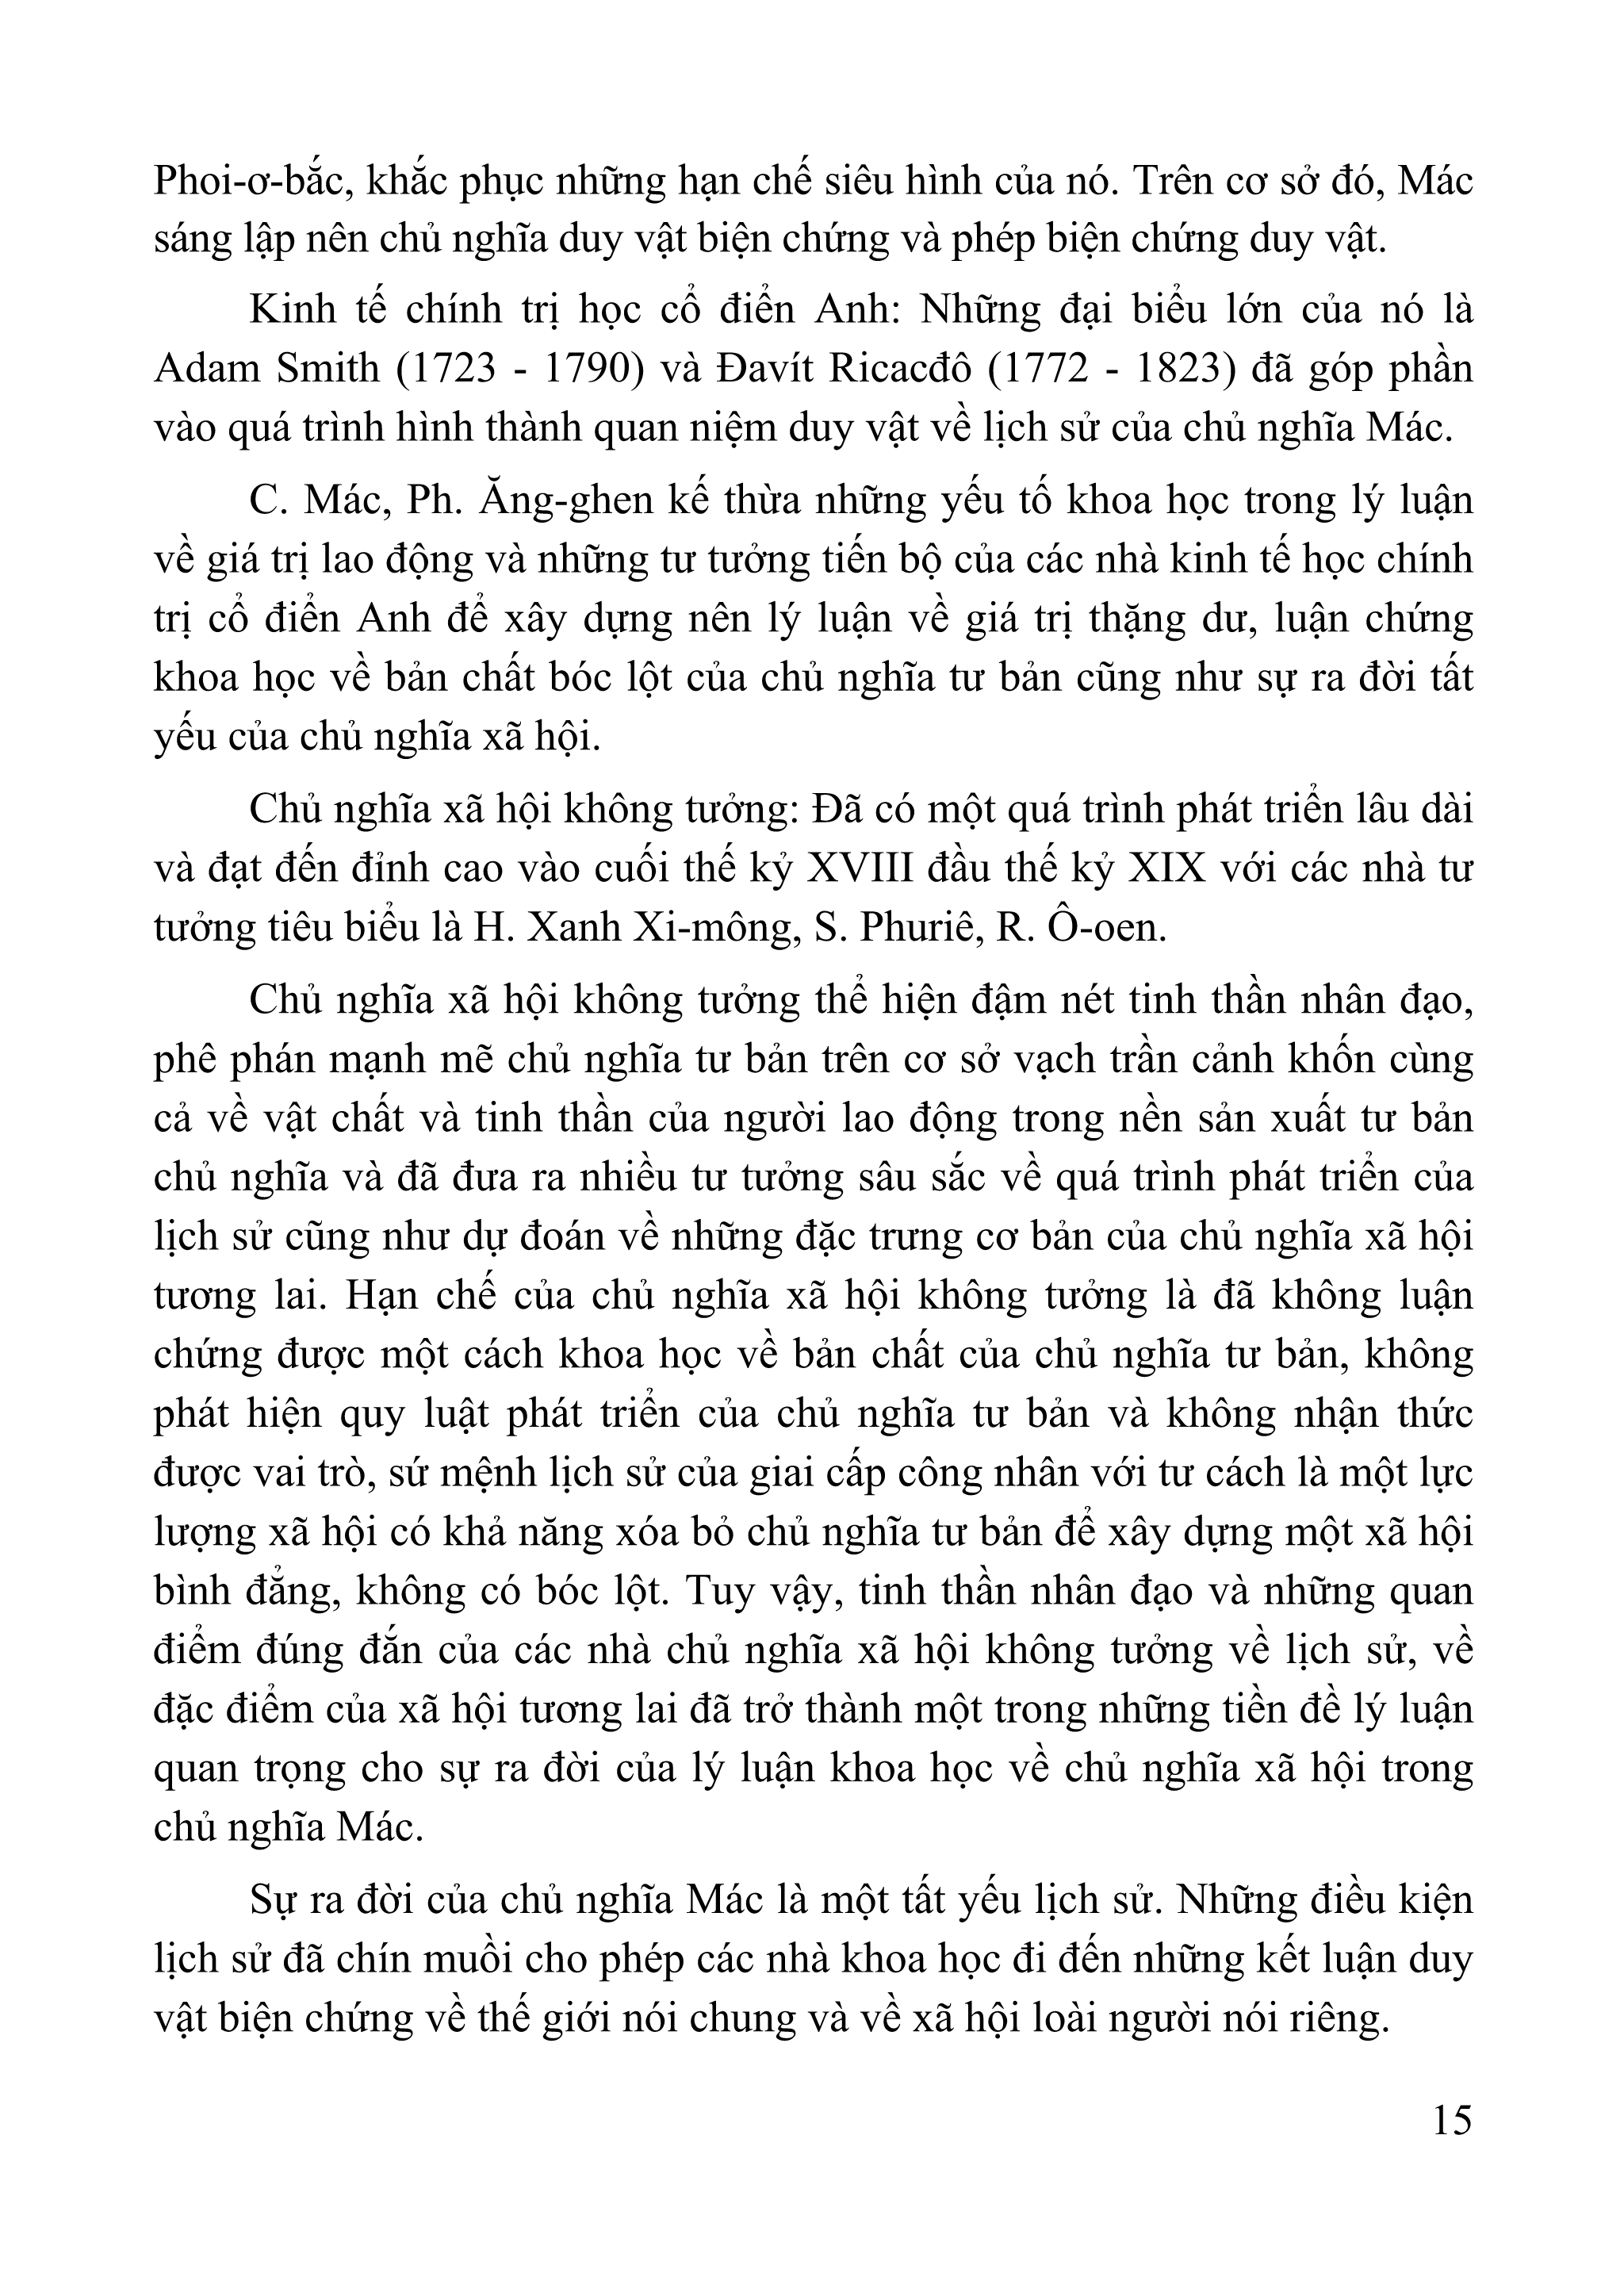 Phoi-ơ-bắc, khắc phục những hạn chế siêu hình của nó. Trên cơ sở đó, Mác
sáng lập nên chủ nghĩa duy vật biện chứng và phép biện chứng duy vật.
Kinh tế chính trị học cổ điển Anh: Những đại biểu lớn của nó là
Adam Smith (1723 - 1790) và Đavít Ricacđô (1772 - 1823) đã góp phần
vào quá trình hình thành quan niệm duy vật về lịch sử của chủ nghĩa Mác.
C. Mác, Ph. Ăng-ghen kế thừa những yếu tố khoa học trong lý luận
về giá trị lao động và những tư tưởng tiến bộ của các nhà kinh tế học chính
trị cổ điển Anh để xây dựng nên lý luận về giá trị thặng dư, luận chứng
khoa học về bản chất bóc lột của chủ nghĩa tư bản cũng như sự ra đời tất
yếu của chủ nghĩa xã hội.
Chủ nghĩa xã hội không tưởng: Đã có một quá trình phát triển lâu dài
và đạt đến đỉnh cao vào cuối thế kỷ XVIII đầu thế kỷ XIX với các nhà tư
tưởng tiêu biểu là H. Xanh Xi-mông, S. Phuriê, R. Ô-oen.
Chủ nghĩa xã hội không tưởng thể hiện đậm nét tinh thần nhân đạo,
phê phán mạnh mẽ chủ nghĩa tư bản trên cơ sở vạch trần cảnh khốn cùng
cả về vật chất và tinh thần của người lao động trong nền sản xuất tư bản
chủ nghĩa và đã đưa ra nhiều tư tưởng sâu sắc về quá trình phát triển của
lịch sử cũng như dự đoán về những đặc trưng cơ bản của chủ nghĩa xã hội
tương lai. Hạn chế của chủ nghĩa xã hội không tưởng là đã không luận
chứng được một cách khoa học về bản chất của chủ nghĩa tư bản, không
phát hiện quy luật phát triển của chủ nghĩa tư bản và không nhận thức
được vai trò, sứ mệnh lịch sử của giai cấp công nhân với tư cách là một lực
lượng xã hội có khả năng xóa bỏ chủ nghĩa tư bản để xây dựng một xã hội
bình đẳng, không có bóc lột. Tuy vậy, tinh thần nhân đạo và những quan
điểm đúng đắn của các nhà chủ nghĩa xã hội không tưởng về lịch sử, về
đặc điểm của xã hội tương lai đã trở thành một trong những tiền đề lý luận
quan trọng cho sự ra đời của lý luận khoa học về chủ nghĩa xã hội trong
chủ nghĩa Mác.
Sự ra đời của chủ nghĩa Mác là một tất yếu lịch sử. Những điều kiện
lịch sử đã chín muồi cho phép các nhà khoa học đi đến những kết luận duy
vật biện chứng về thế giới nói chung và về xã hội loài người nói riêng.
15